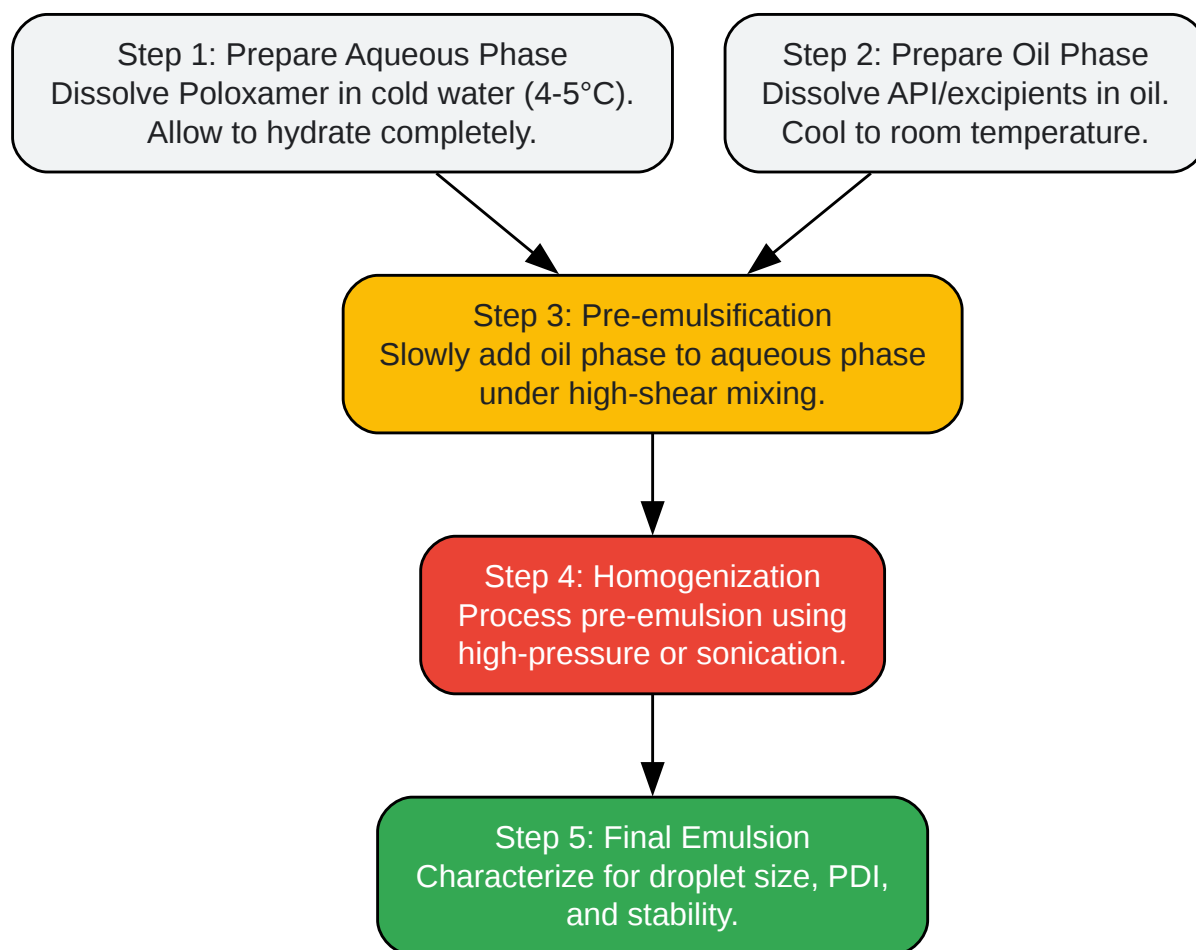 Step 1: Prepare Aqueous Phase
Dissolve Poloxamer in cold water (4-5°C).
Allow to hydrate completely.
Step 2: Prepare Oil Phase
Dissolve API/excipients in oil.
Cool to room temperature.
Step 3: Pre-emulsification
Slowly add oil phase to aqueous phase
under high-shear mixing.
Step 4: Homogenization
Process pre-emulsion using
high-pressure or sonication.
Step 5: Final Emulsion
Characterize for droplet size, PDI,
and stability.